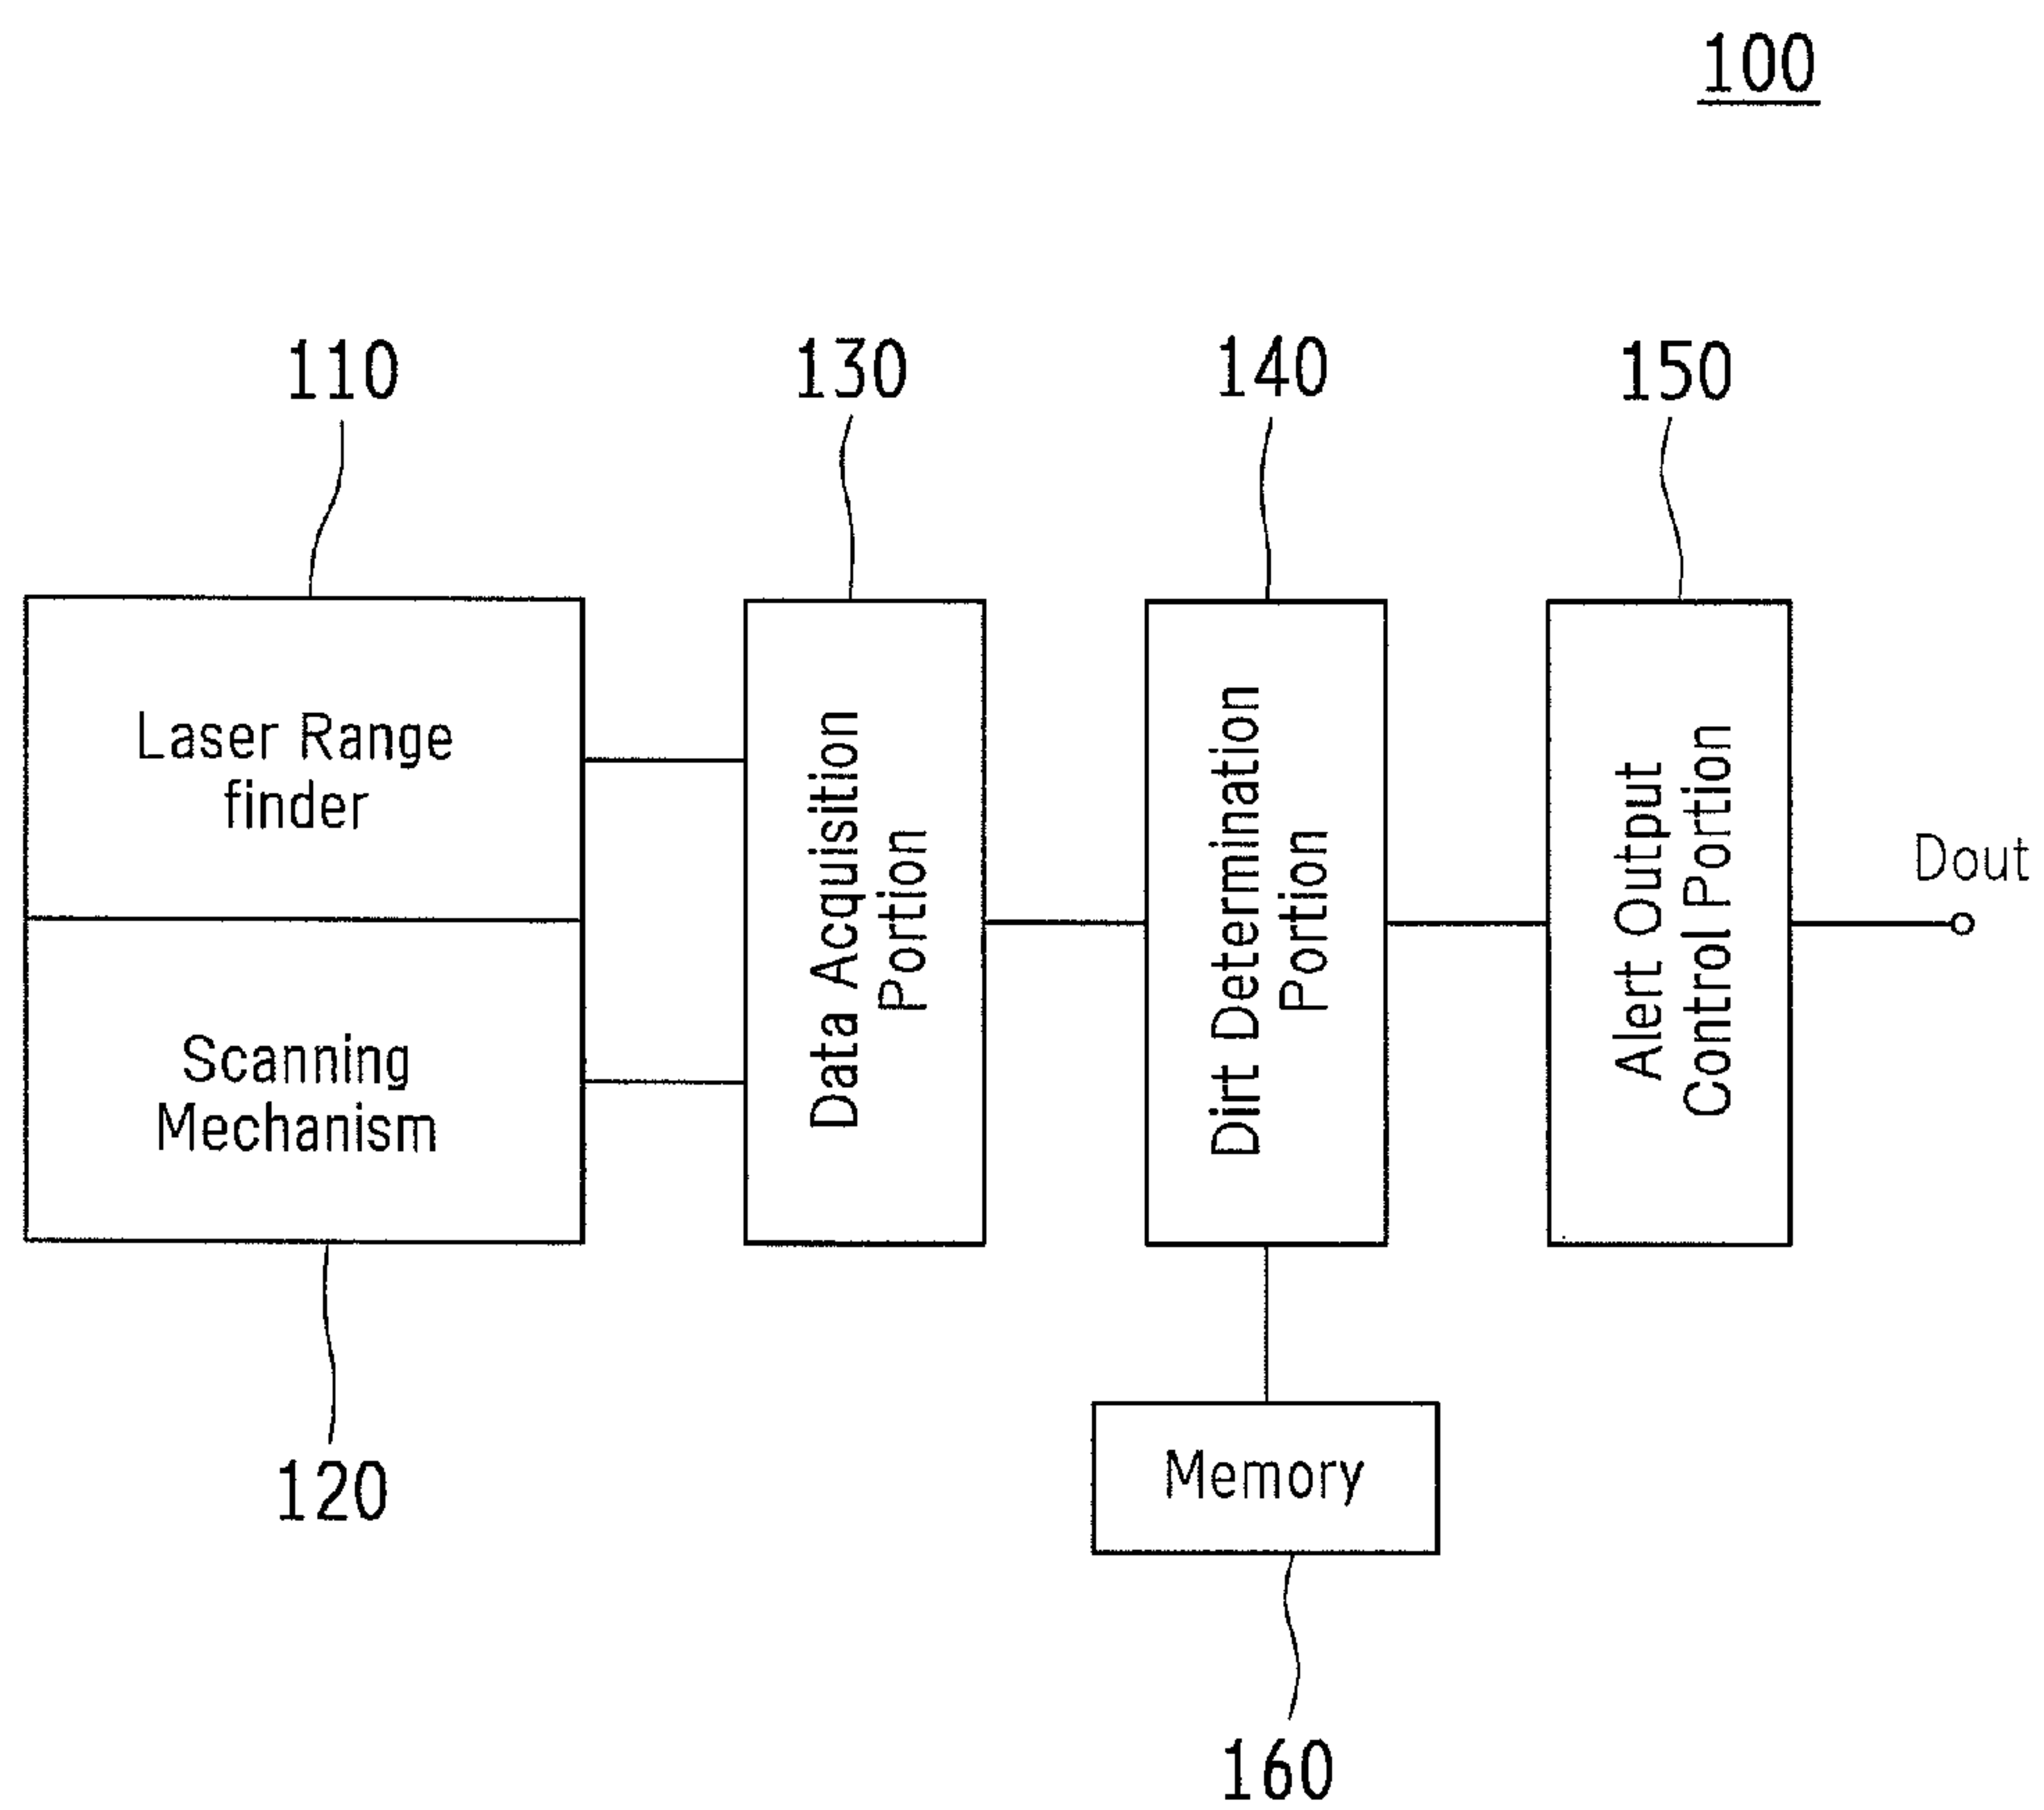 100
110
130
140
150
Laser Range
finder
Scanning
Mechanism
Data Acquisition
Portion
Dirt Determination
Portion
Alert Output
Control Portion
Dout
120
Memory
160